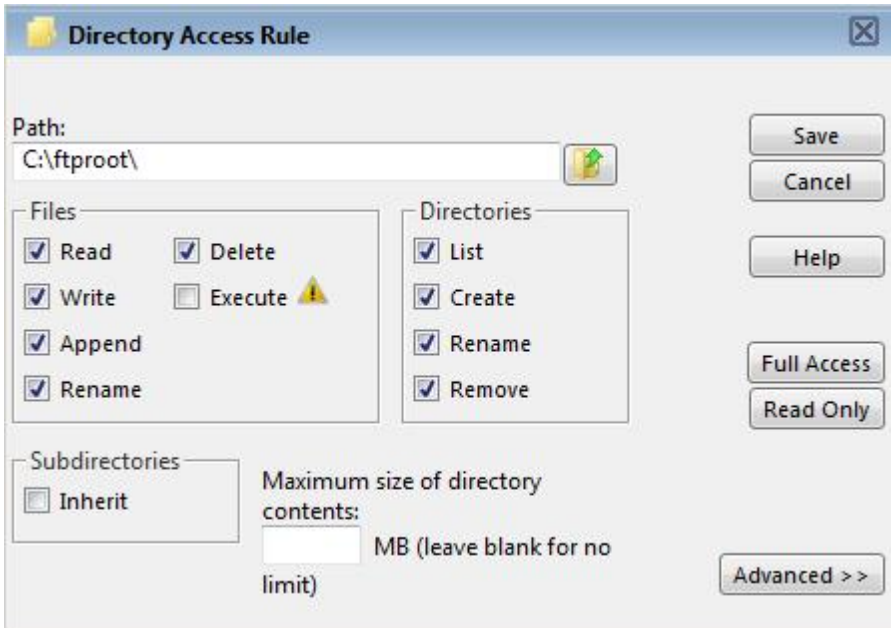 Directory Access Rule
Path:
C:\ftproot\
Save
Cancel
Files
Directories
Read
Delete
List
Help
Write
Execute
Create
Append
Rename
Full Access
Rename
Remove
Read Only
Subdirectories
Inherit
Maximum size of directory
contents:
MB (leave blank for no
limit)
Advanced >>